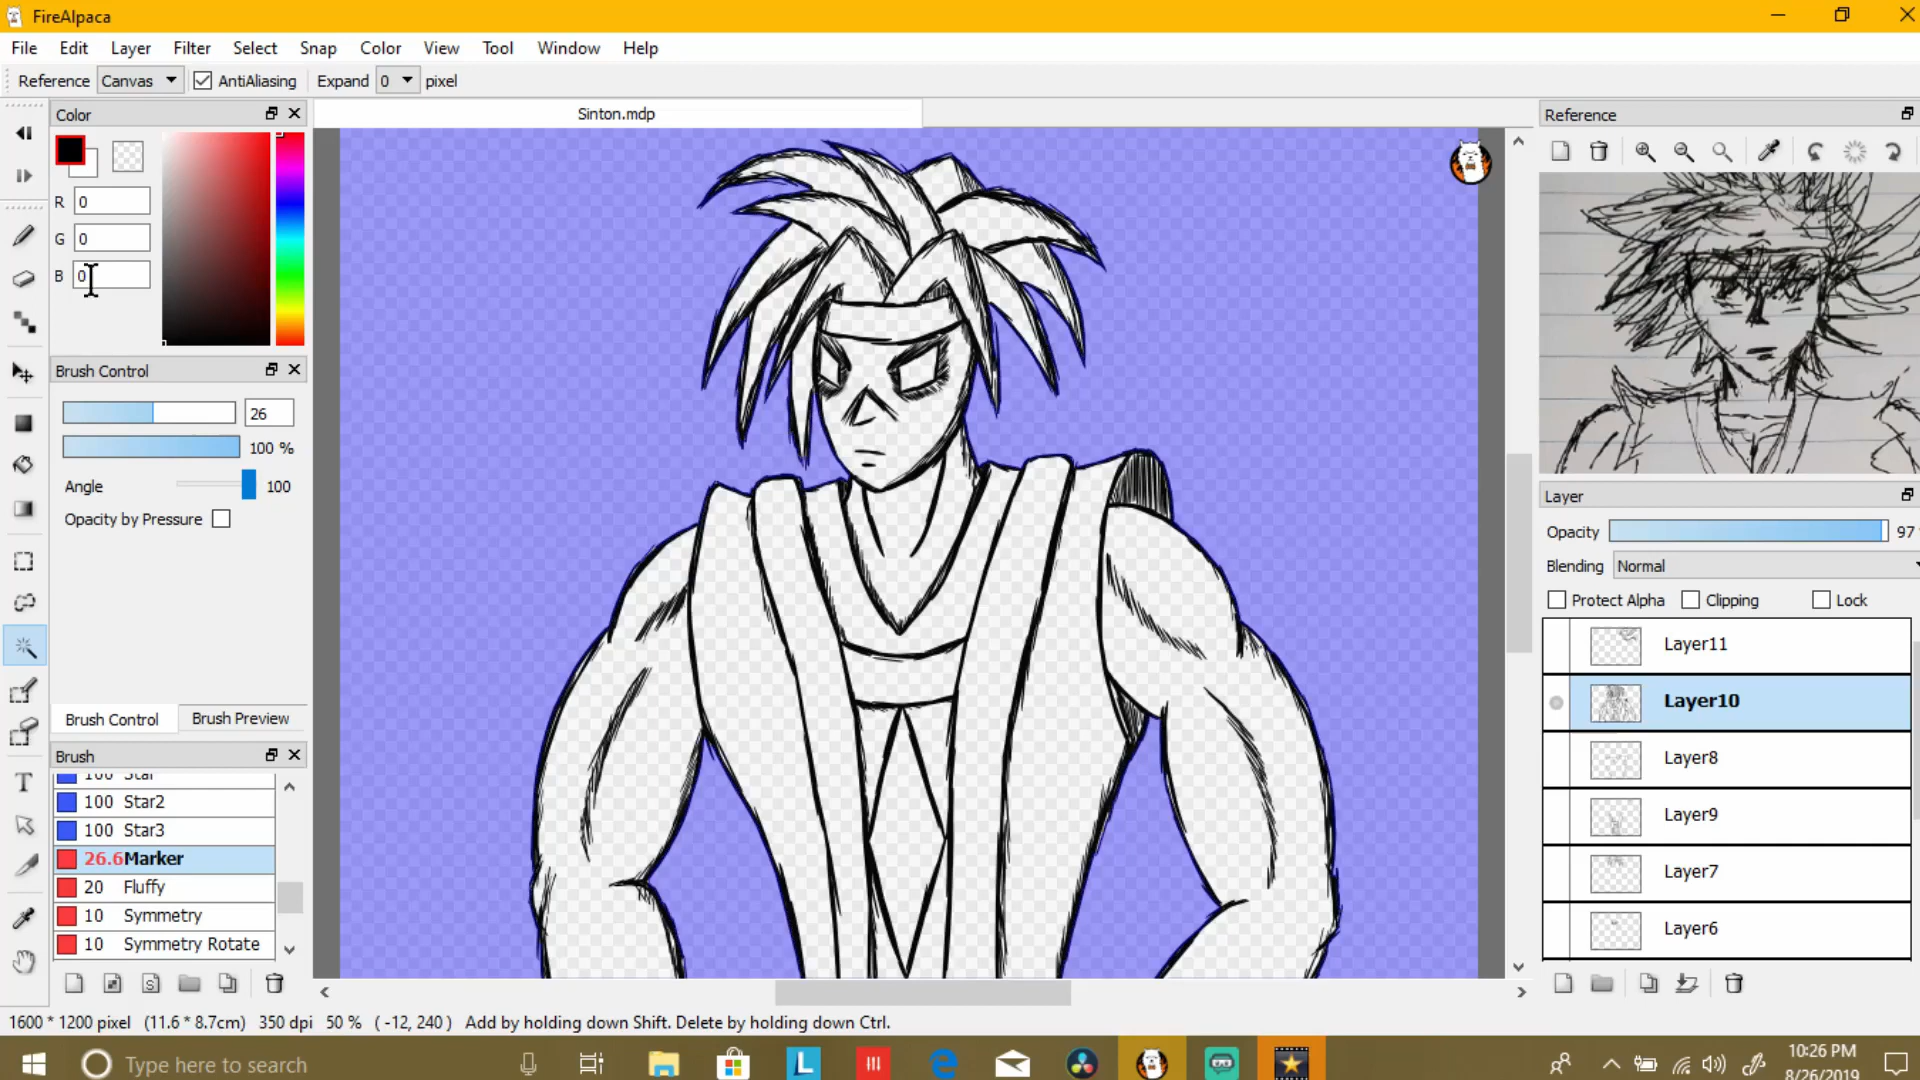 FireAlpaca
File Edit Layer Filter Select Snap Color View Tool Window Help
Reference Canvas AntiAliasing Expand 0 pixel
Color
Sinton.mdp
Reference
R 0
G 0
B 0
Brush Control
26
100 %
Angle 100
Opacity by Pressure
Brush Control Brush Preview
Brush
100 Star
100 Star2
100 Star3
26.6 Marker
20 Fluffy
10 Symmetry
10 Symmetry Rotate
Layer
Opacity 97
Blending Normal
Protect Alpha Clipping Lock
Layer11
Layer10
Layer8
Layer9
Layer7
Layer6
1600 * 1200 pixel (11.6 * 8.7cm) 350 dpi 50 % ( -12, 240 ) Add by holding down Shift. Delete by holding down Ctrl.
Type here to search
10:26 PM
8/26/2019